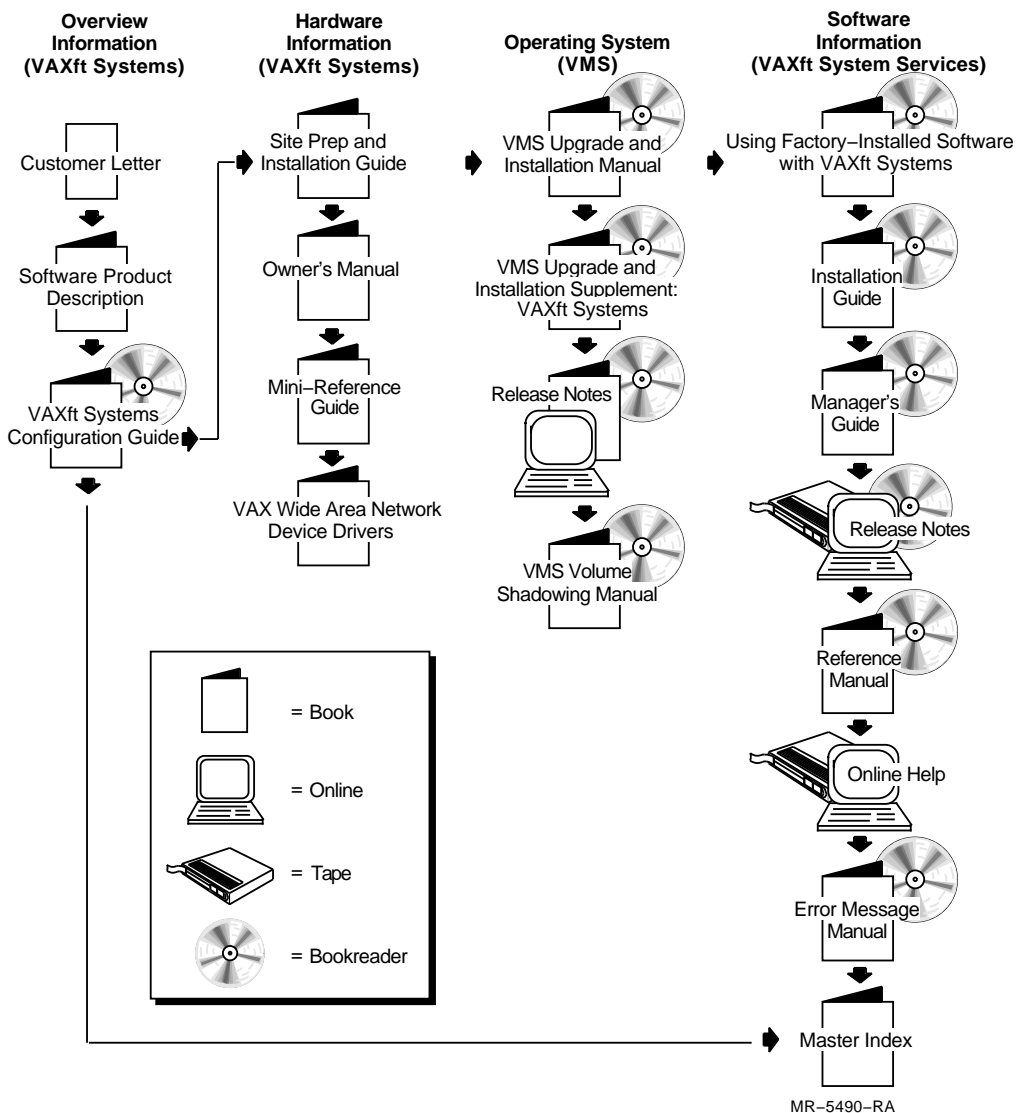 Overview
Information
(VAXft Systems)
Customer Letter
Software Product
Description
VAXft Systems
Configuration Guide
Hardware
Information
(VAXft Systems)
Site Prep and
Installation Guide
Owner's Manual
Mini–Reference
Guide
VAX Wide Area Network
Device Drivers
Operating System
(VMS)
VMS Upgrade and
Installation Manual
VMS Upgrade and
Installation Supplement:
VAXft Systems
Release Notes
VMS Volume
Shadowing Manual
Software
Information
(VAXft System Services)
Using Factory–Installed Software
with VAXft Systems
Installation
Guide
Manager's
Guide
Release Notes
Reference
Manual
Online Help
Error Message
Manual
Master Index
= Book
= Online
= Tape
= Bookreader
MR–5490–RA